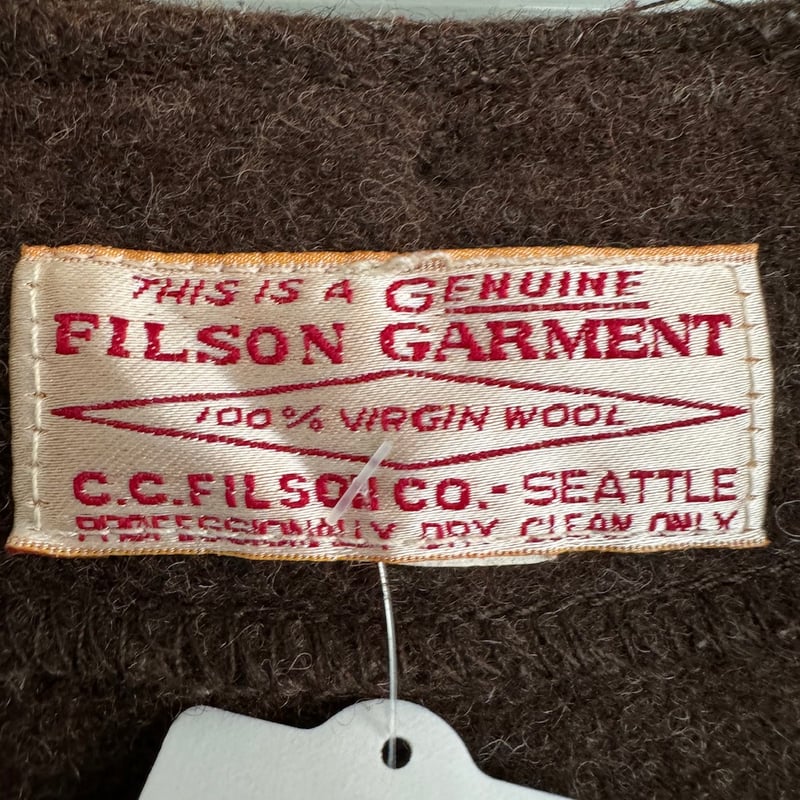 THIS IS A GENUINE
FILSON GARMENT
100% VIRGIN WOOL
C.C. FILSON CO.- SEATTLE
PROFESSIONALLY DRY CLEAN ONLY